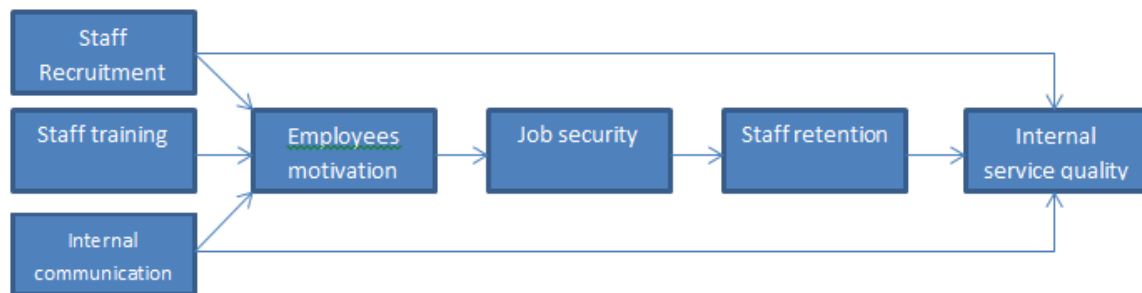 Staff
Recruitment
Staff training
Employees
motivation
Job security
Staff retention
Internal
service quality
Internal
communication